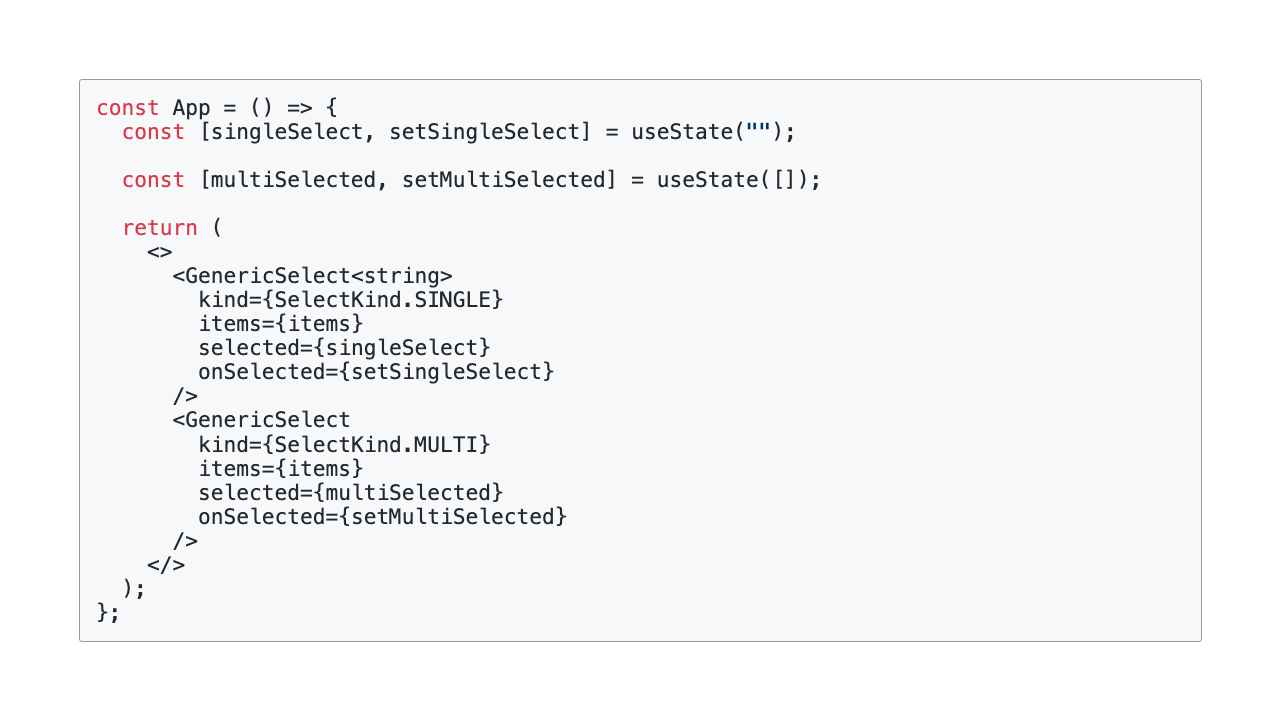 const App = () => {
  const [singleSelect, setSingleSelect] = useState("");

  const [multiSelected, setMultiSelected] = useState([]);

  return (
    <>
      <GenericSelect<string>
        kind={SelectKind.SINGLE}
        items={items}
        selected={singleSelect}
        onSelected={setSingleSelect}
      />
      <GenericSelect
        kind={SelectKind.MULTI}
        items={items}
        selected={multiSelected}
        onSelected={setMultiSelected}
      />
    </>
  );
};